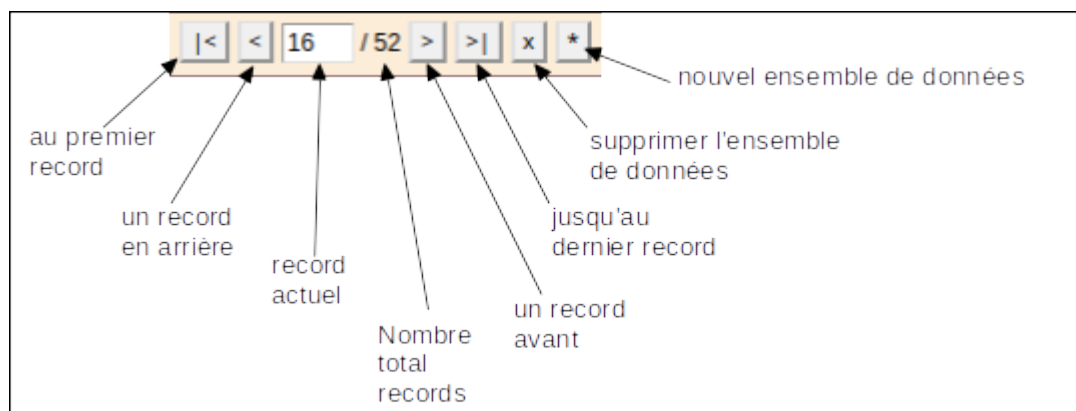 |< < 16 / 52 > >| x *
nouvel ensemble de données
au premier
record
supprimer l'ensemble
de données
un record
en arrière
jusqu'au
dernier record
record
actuel
un record
avant
Nombre
total
records